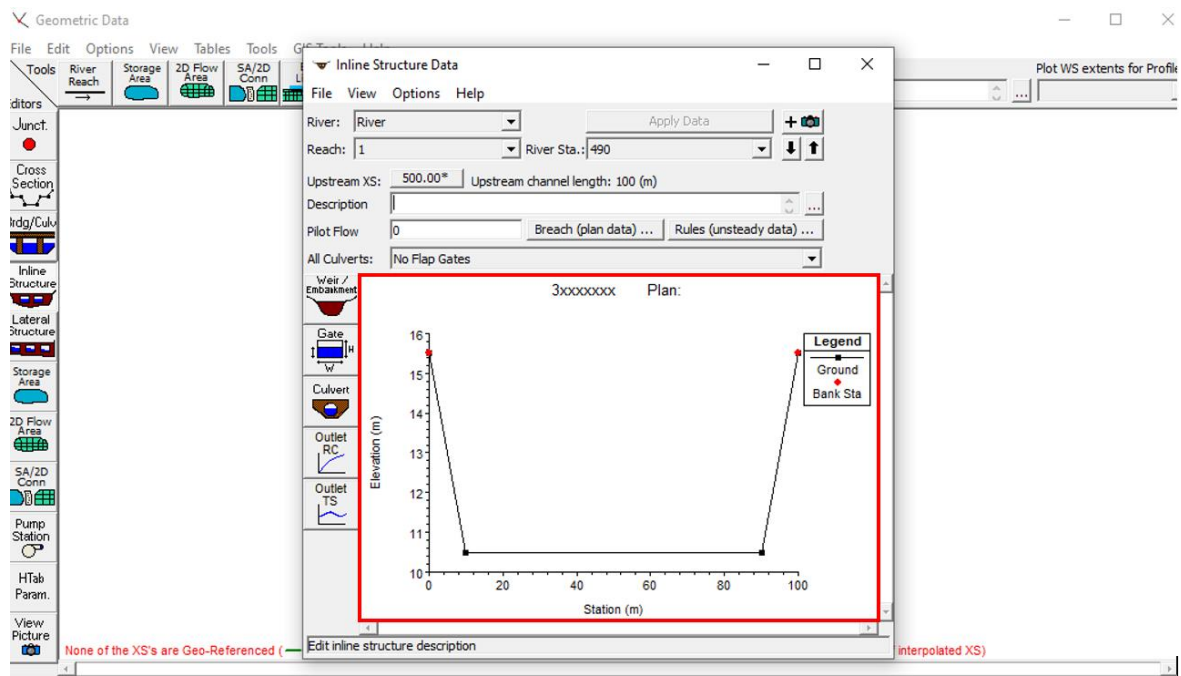 Geometric Data
File Edit Options View Tables Tools
Tools
River Reach
Storage Area
2D Flow Area
SA/2D Conn
Plot WS extents for Profile
Editors
Junct.
Cross Section
Brdg/Culv
Inline Structure
Lateral Structure
Storage Area
2D Flow Area
SA/2D Conn
Pump Station
HTab Param.
View Picture
Inline Structure Data
File View Options Help
River: River Apply Data
Reach: 1 River Sta.: 490
Upstream XS: 500.00* Upstream channel length: 100 (m)
Description
Pilot Flow 0 Breach (plan data) ... Rules (unsteady data) ...
All Culverts: No Flap Gates
Weir / Embankment
Gate
H
W
Culvert
Outlet RC
Outlet TS
3xxxxxxx Plan:
16
15
14
13
12
11
10
Elevation (m)
0 20 40 60 80 100
Station (m)
Legend
Ground
Bank Sta
Edit inline structure description
None of the XS's are Geo-Referenced (
interpolated XS)